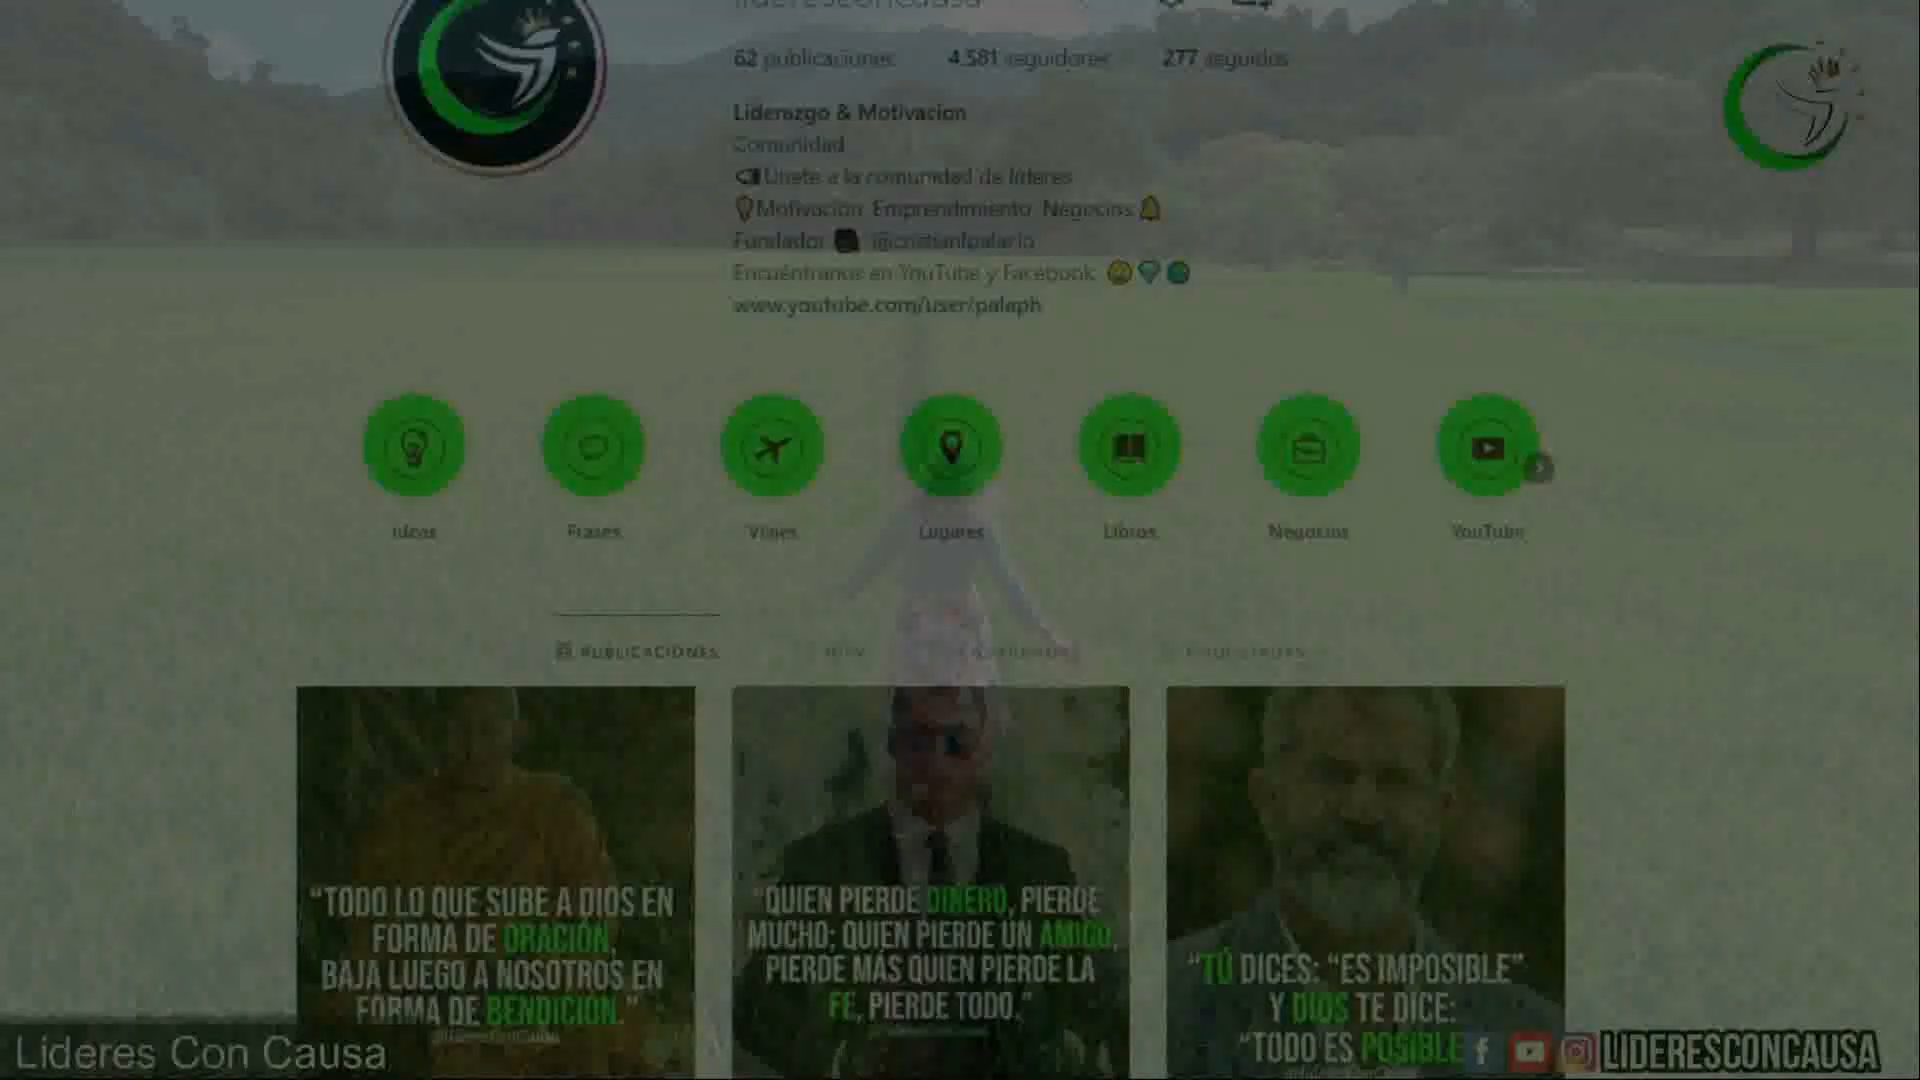 lideresconcausa
62 publicaciones 4.581 seguidores 277 seguidos
Liderazgo & Motivacion
Comunidad
Únete a la comunidad de líderes
Motivación Emprendimiento Negocios
Fundador @cristianlpalacio
Encuéntranos en YouTube y Facebook
www.youtube.com/user/palaph
Ideas Frases Viajes Lugares Libros Negocios YouTube
PUBLICACIONES IGTV ETIQUETADAS
“TODO LO QUE SUBE A DIOS EN
FORMA DE ORACIÓN,
BAJA LUEGO A NOSOTROS EN
FORMA DE BENDICIÓN.”
“QUIEN PIERDE DINERO, PIERDE
MUCHO; QUIEN PIERDE UN AMIGO,
PIERDE MÁS QUIEN PIERDE LA
FE, PIERDE TODO.”
“TÚ DICES: “ES IMPOSIBLE”
Y DIOS TE DICE:
“TODO ES POSIBLE
Lideres Con Causa
LIDERESCONCAUSA